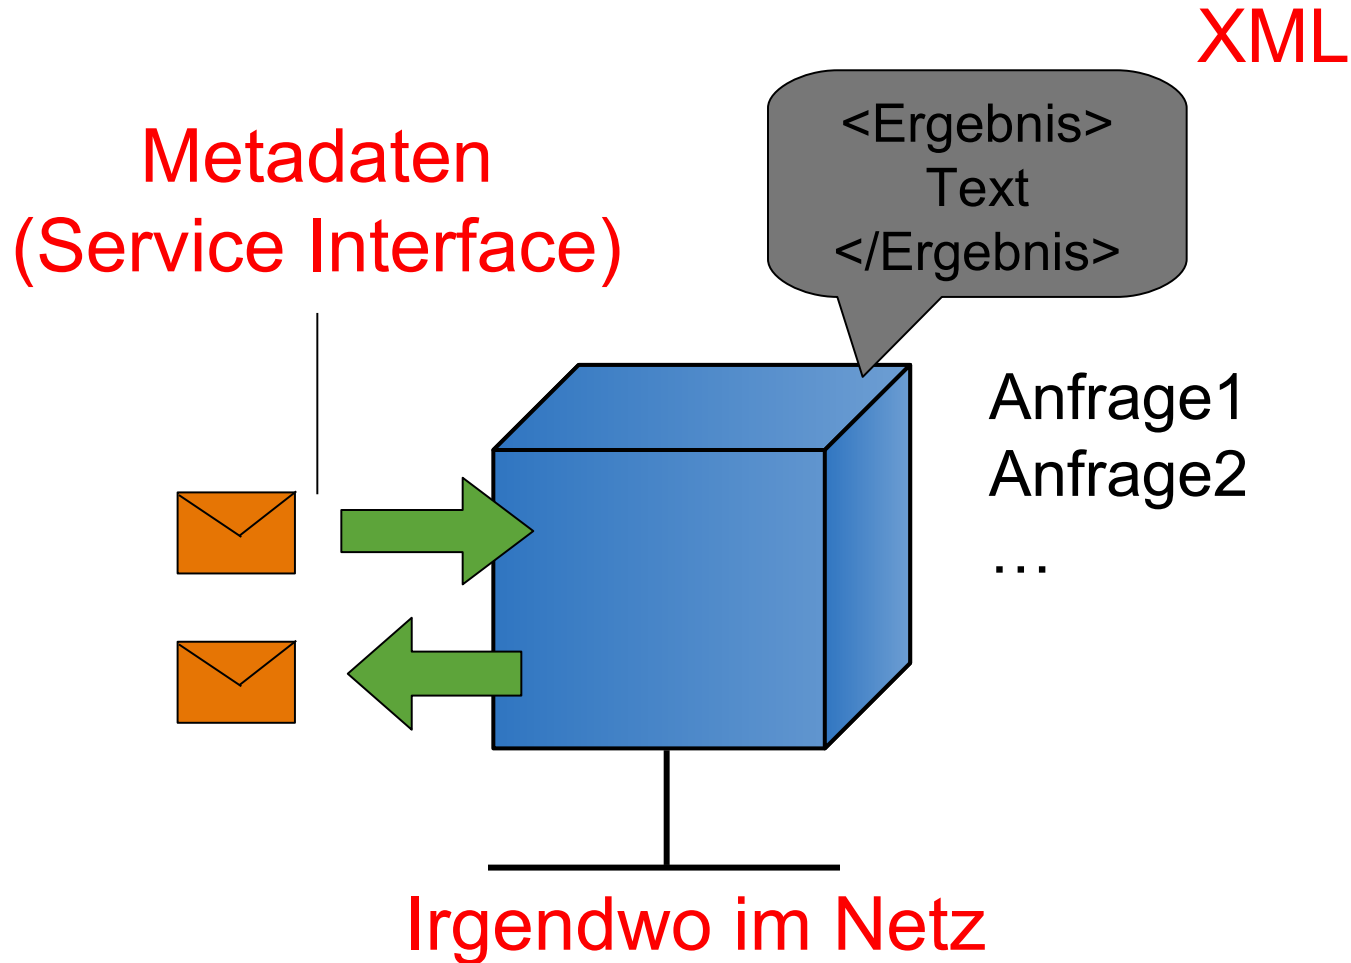 XML
<Ergebnis>
Text
</Ergebnis>
Metadaten
(Service Interface)
Anfrage1
Anfrage2
…
Irgendwo im Netz